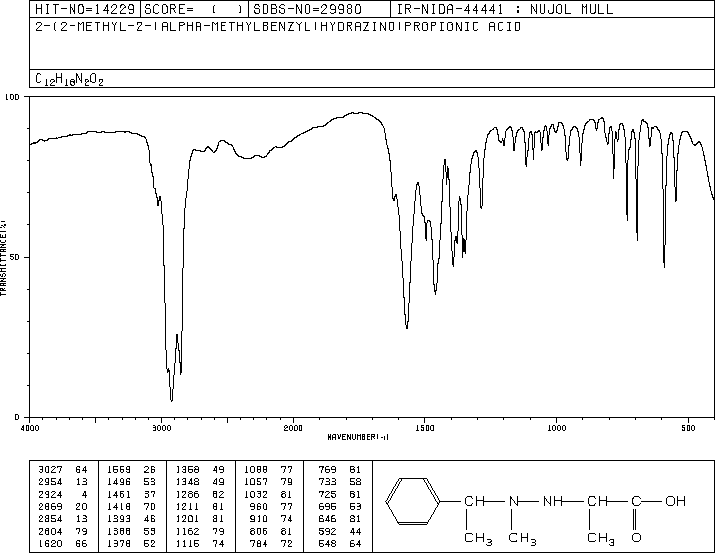 HIT-NO=14229 SCORE= ( ) SDBS-NO=29980 IR-NIDA-44441 : NUJOL MULL
2-(2-METHYL-2-(ALPHA-METHYLBENZYL)HYDRAZINO)PROPIONIC ACID
C12H18N2O2
100
50
0
TRANSMITTANCE(%)
4000 3000 2000 1500 1000 500
WAVENUMBER(-1)
3027 64 1569 26 1358 49 1088 77 769 81
2954 13 1496 53 1348 49 1057 79 733 58
2924 4 1461 37 1286 62 1032 81 725 81
2869 20 1418 70 1211 81 960 77 695 53
2854 13 1393 46 1201 81 910 74 646 81
2604 79 1388 59 1162 79 806 81 592 44
1620 66 1378 52 1115 74 784 72 548 64
CH N NH CH C OH
CH3 CH3 CH3 O